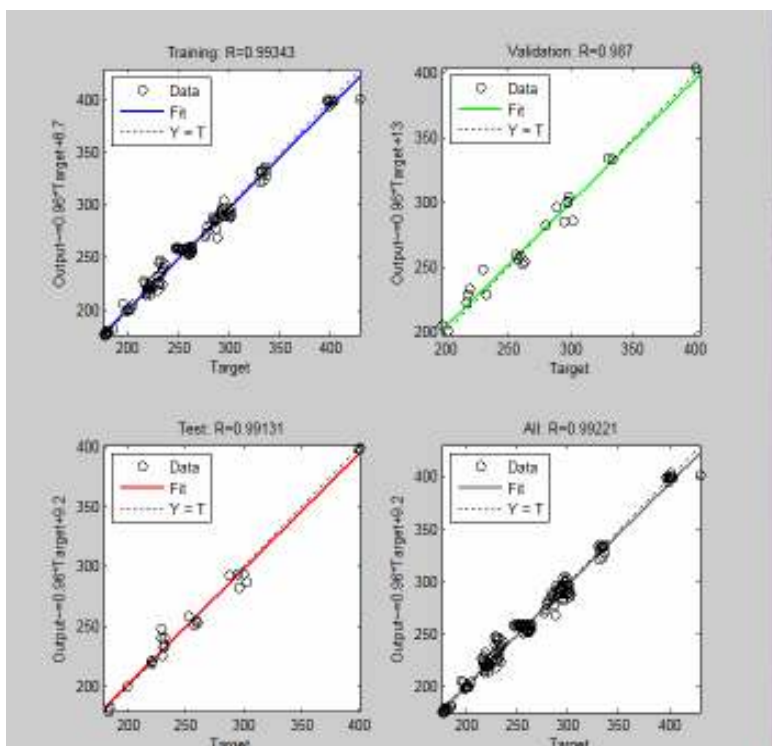 Training: R=0.99343
Output~=0.96*Target+8.7
Data
Fit
Y = T
400
350
300
250
200
200 250 300 350 400
Target
Validation: R=0.987
Output~=0.96*Target+13
Data
Fit
Y = T
400
350
300
250
200
200 250 300 350 400
Target
Test: R=0.99131
Output~=0.96*Target+9.2
Data
Fit
Y = T
400
350
300
250
200
200 250 300 350 400
Target
All: R=0.99221
Output~=0.96*Target+9.2
Data
Fit
Y = T
400
350
300
250
200
200 250 300 350 400
Target